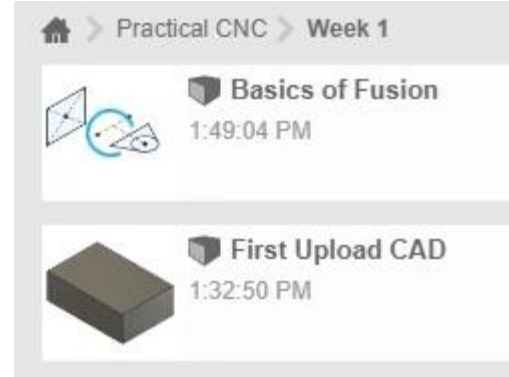 Practical CNC > Week 1
Basics of Fusion
1:49:04 PM
First Upload CAD
1:32:50 PM